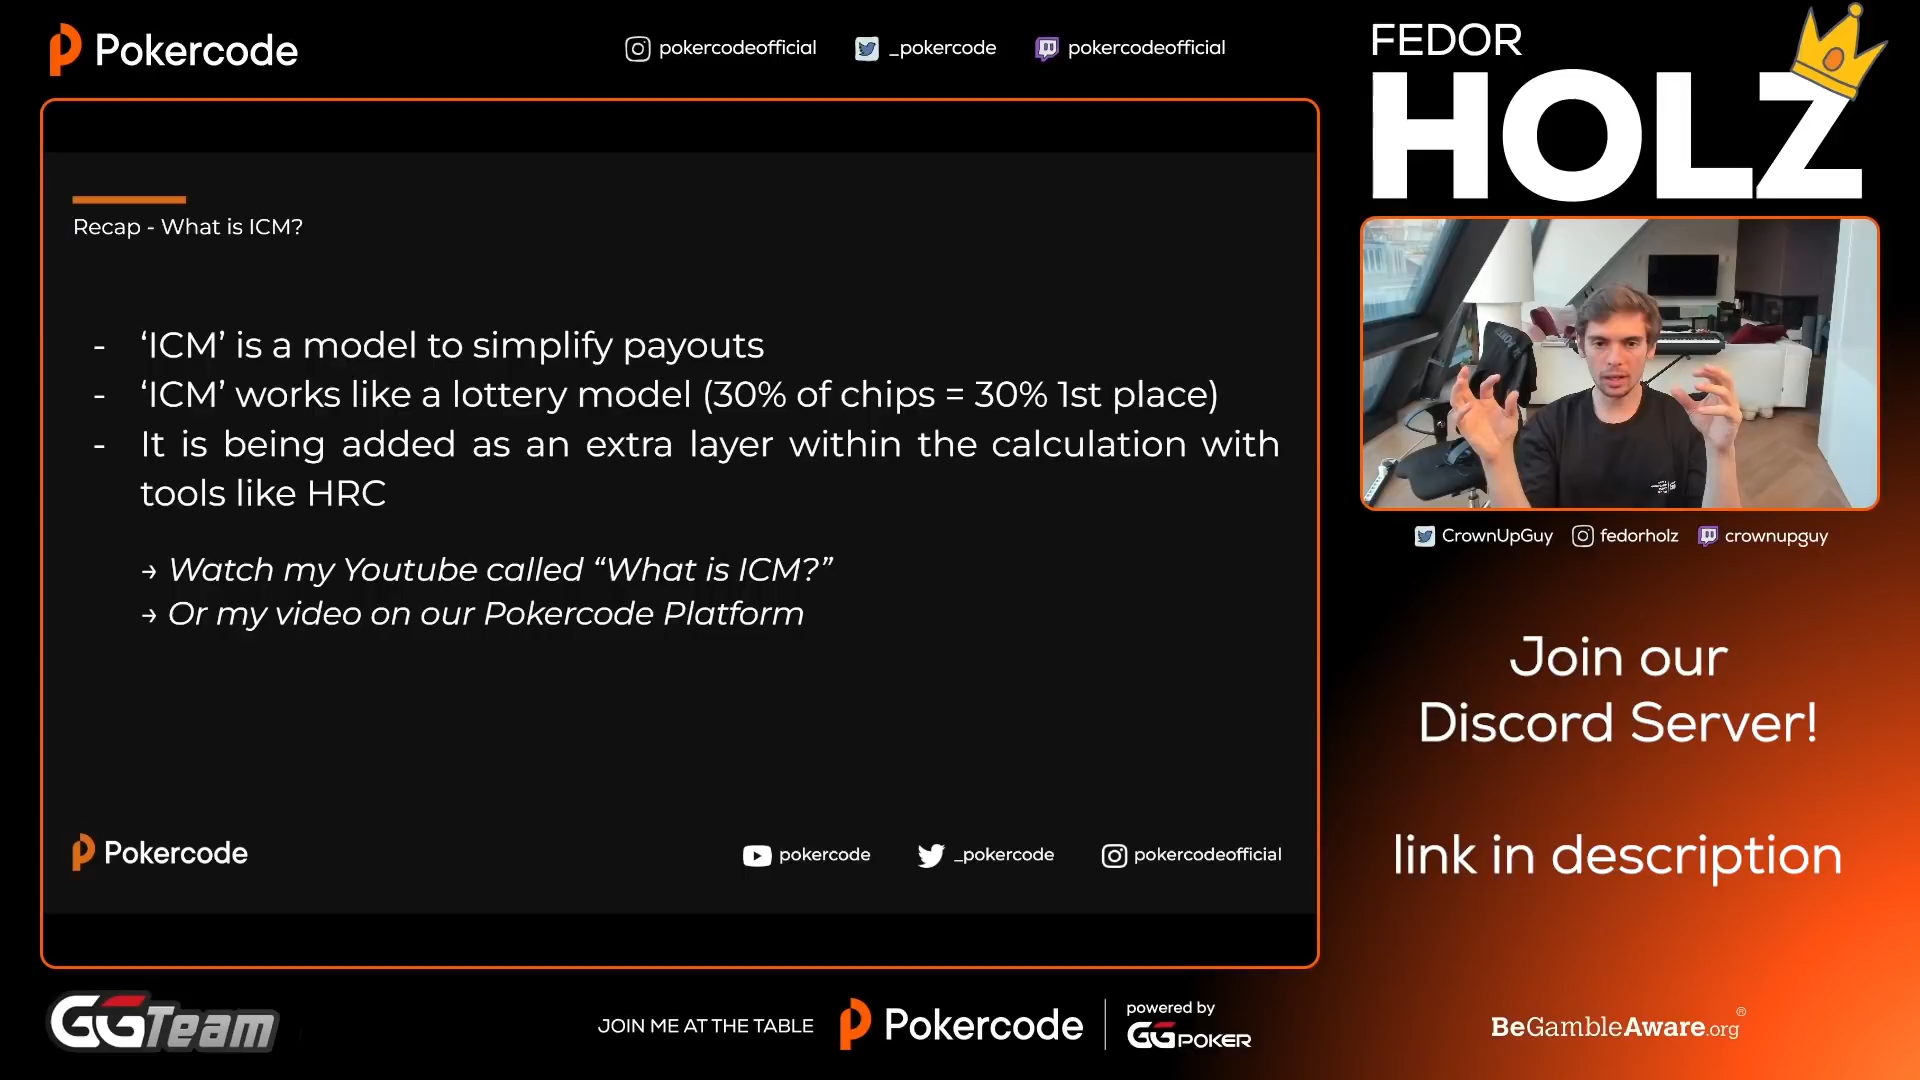 Pokercode
pokercodeofficial
_pokercode
pokercodeofficial
FEDOR
HOLZ
Recap - What is ICM?
- ‘ICM’ is a model to simplify payouts
- ‘ICM’ works like a lottery model (30% of chips = 30% 1st place)
- It is being added as an extra layer within the calculation with
tools like HRC
→ Watch my Youtube called “What is ICM?”
→ Or my video on our Pokercode Platform
Pokercode
pokercode
_pokercode
pokercodeofficial
CrownUpGuy
fedorholz
crownupguy
Join our
Discord Server!
link in description
GGTeam
JOIN ME AT THE TABLE
Pokercode
powered by
GGPOKER
BeGambleAware.org®